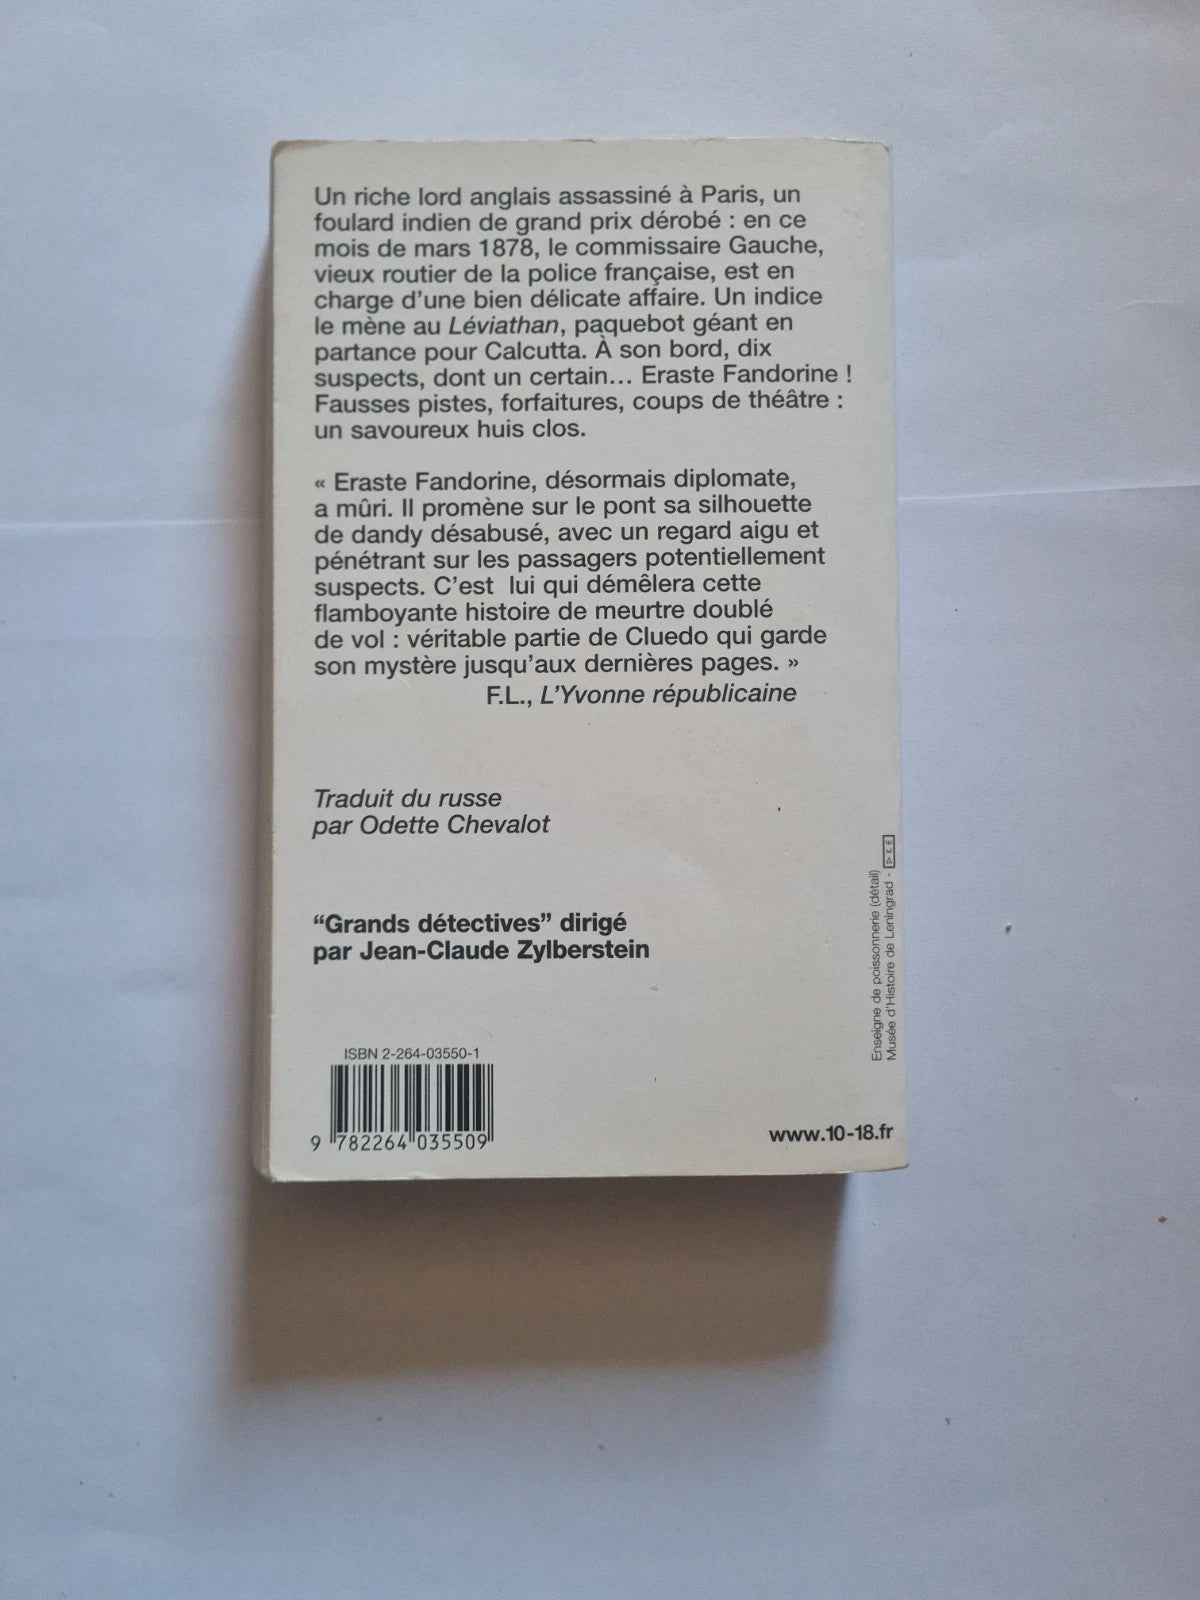 Un riche lord anglais assassiné à Paris, un
foulard indien de grand prix dérobé : en ce
mois de mars 1878, le commissaire Gauche,
vieux routier de la police française, est en
charge d'une bien délicate affaire. Un indice
le mène au Léviathan, paquebot géant en
partance pour Calcutta. À son bord, dix
suspects, dont un certain... Eraste Fandorine !
Fausses pistes, forfaitures, coups de théâtre :
un savoureux huis clos.
« Eraste Fandorine, désormais diplomate,
a mûri. Il promène sur le pont sa silhouette
de dandy désabusé, avec un regard aigu et
pénétrant sur les passagers potentiellement
suspects. C'est  lui qui démêlera cette
flamboyante histoire de meurtre doublé
de vol : véritable partie de Cluedo qui garde
son mystère jusqu'aux dernières pages. »
F.L., L'Yvonne républicaine
Traduit du russe
par Odette Chevalot
"Grands détectives" dirigé
par Jean-Claude Zylberstein
ISBN 2-264-03550-1
9 782264 035509
www.10-18.fr
Enseigne de poissonnerie (détail)
Musée d'Histoire de Leningrad - AKE